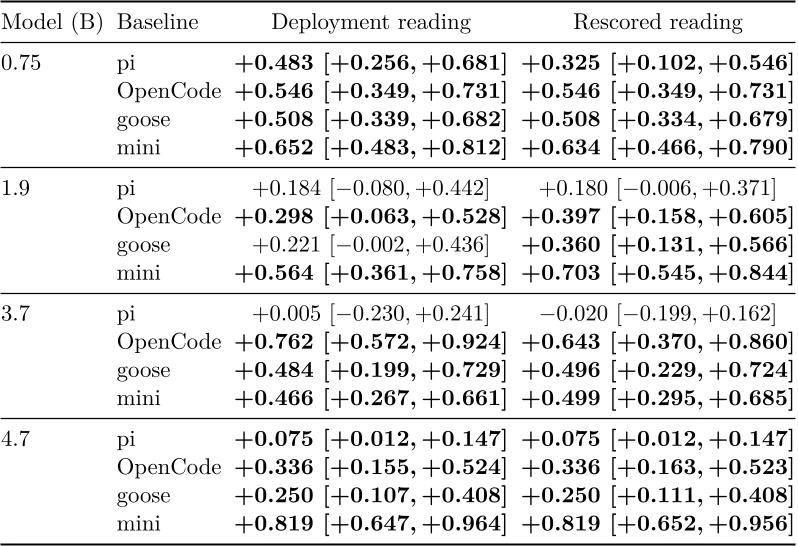 Model (B) Baseline Deployment reading Rescored reading
0.75 pi +0.483 [+0.256, +0.681] +0.325 [+0.102, +0.546]
OpenCode +0.546 [+0.349, +0.731] +0.546 [+0.349, +0.731]
goose +0.508 [+0.339, +0.682] +0.508 [+0.334, +0.679]
mini +0.652 [+0.483, +0.812] +0.634 [+0.466, +0.790]
1.9 pi +0.184 [−0.080, +0.442] +0.180 [−0.006, +0.371]
OpenCode +0.298 [+0.063, +0.528] +0.397 [+0.158, +0.605]
goose +0.221 [−0.002, +0.436] +0.360 [+0.131, +0.566]
mini +0.564 [+0.361, +0.758] +0.703 [+0.545, +0.844]
3.7 pi +0.005 [−0.230, +0.241] −0.020 [−0.199, +0.162]
OpenCode +0.762 [+0.572, +0.924] +0.643 [+0.370, +0.860]
goose +0.484 [+0.199, +0.729] +0.496 [+0.229, +0.724]
mini +0.466 [+0.267, +0.661] +0.499 [+0.295, +0.685]
4.7 pi +0.075 [+0.012, +0.147] +0.075 [+0.012, +0.147]
OpenCode +0.336 [+0.155, +0.524] +0.336 [+0.163, +0.523]
goose +0.250 [+0.107, +0.408] +0.250 [+0.111, +0.408]
mini +0.819 [+0.647, +0.964] +0.819 [+0.652, +0.956]